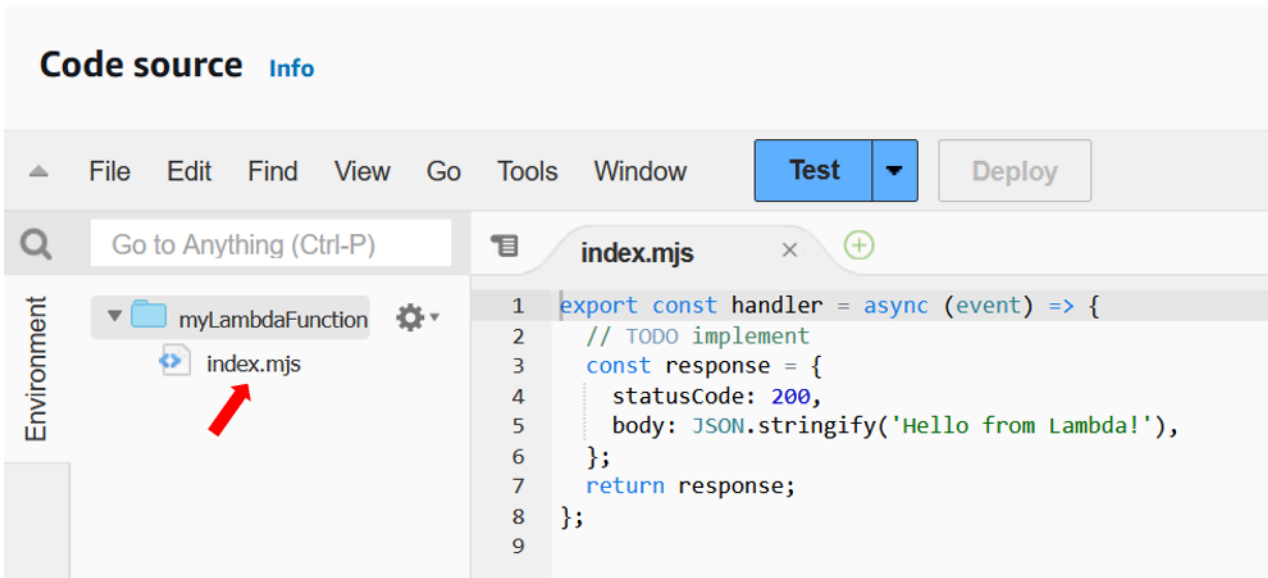 Code source Info
File Edit Find View Go Tools Window Test Deploy
Go to Anything (Ctrl-P)
index.mjs
Environment
myLambdaFunction
index.mjs
1 export const handler = async (event) => {
2   // TODO implement
3   const response = {
4     statusCode: 200,
5     body: JSON.stringify('Hello from Lambda!'),
6   };
7   return response;
8 };
9